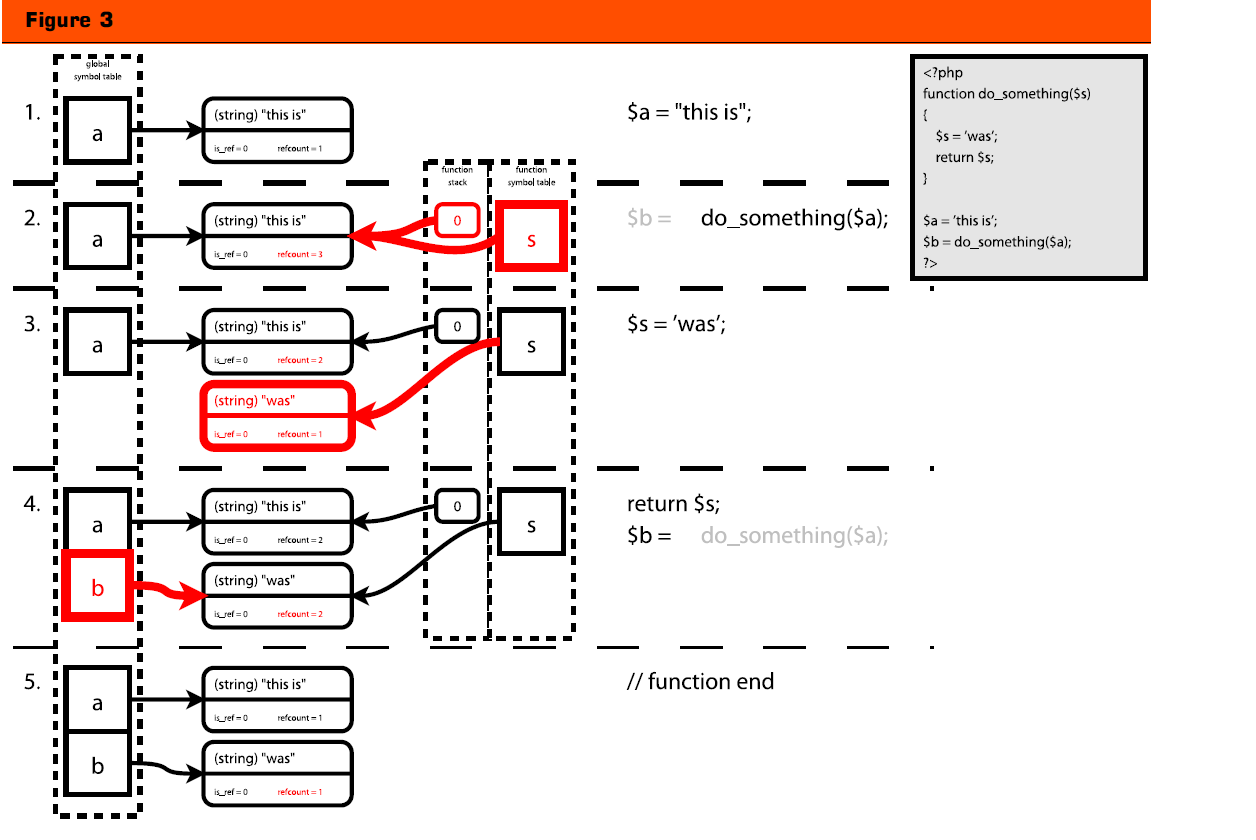 Figure 3
global
symbol table
1.
a
(string) "this is"
is_ref = 0 refcount = 1
$a = "this is";
<?php
function do_something($s)
{
$s = ’was’;
return $s;
}
$a = ’this is’;
$b = do_something($a);
?>
function
stack
function
symbol table
2.
a
(string) "this is"
is_ref = 0 refcount = 3
0
s
$b = do_something($a);
3.
a
(string) "this is"
is_ref = 0 refcount = 2
0
s
$s = ’was’;
(string) "was"
is_ref = 0 refcount = 1
4.
a
(string) "this is"
is_ref = 0 refcount = 2
0
s
return $s;
$b = do_something($a);
b
(string) "was"
is_ref = 0 refcount = 2
5.
a
(string) "this is"
is_ref = 0 refcount = 1
// function end
b
(string) "was"
is_ref = 0 refcount = 1